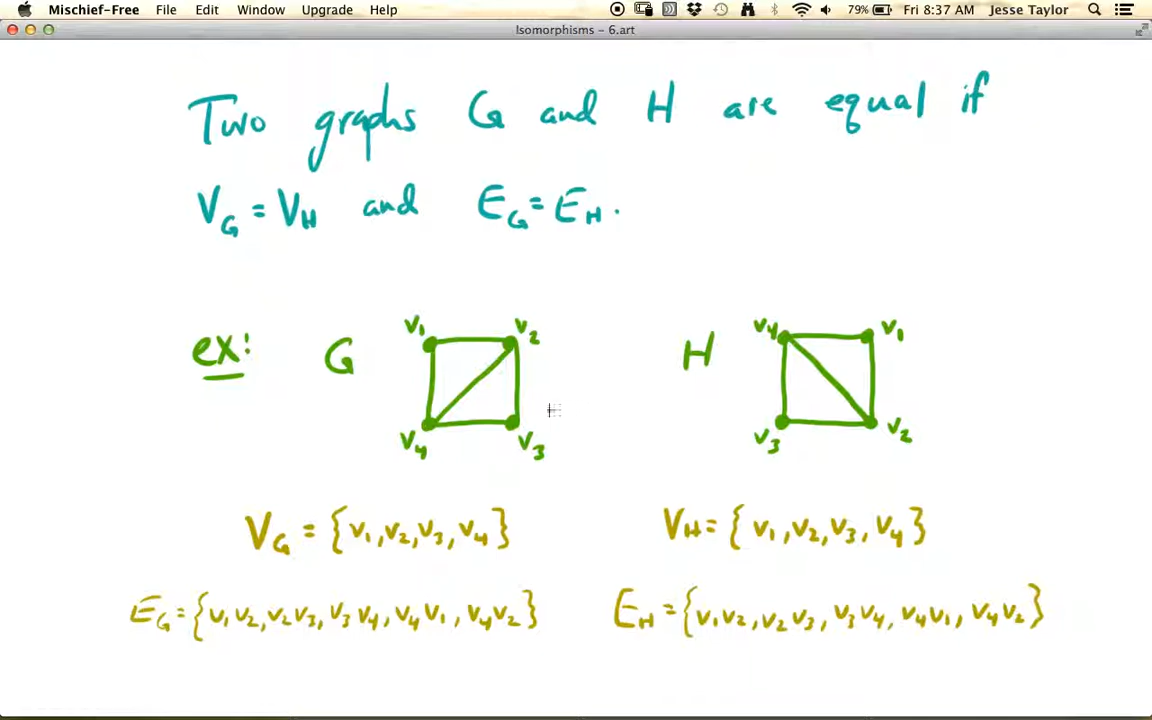 Mischief-Free File Edit Window Upgrade Help 79% Fri 8:37 AM Jesse Taylor
Isomorphisms - 6.art
Two graphs G and H are equal if
V_G = V_H and E_G = E_H.
ex: G v₁ v₂ v₄ v₃ H v₄ v₁ v₃ v₂
V_G = {v₁,v₂,v₃,v₄} V_H = {v₁,v₂,v₃,v₄}
E_G = {v₁v₂,v₂v₃,v₃v₄,v₄v₁,v₄v₂} E_H = {v₁v₂,v₂v₃,v₃v₄,v₄v₁,v₄v₂}